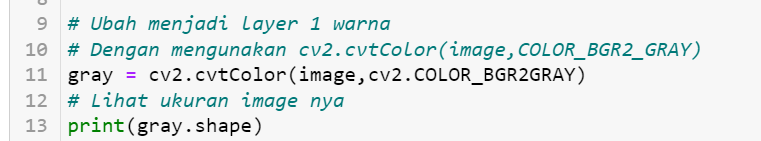 9 # Ubah menjadi layer 1 warna
10 # Dengan mengunakan cv2.cvtColor(image,COLOR_BGR2_GRAY)
11 gray = cv2.cvtColor(image,cv2.COLOR_BGR2GRAY)
12 # Lihat ukuran image nya
13 print(gray.shape)